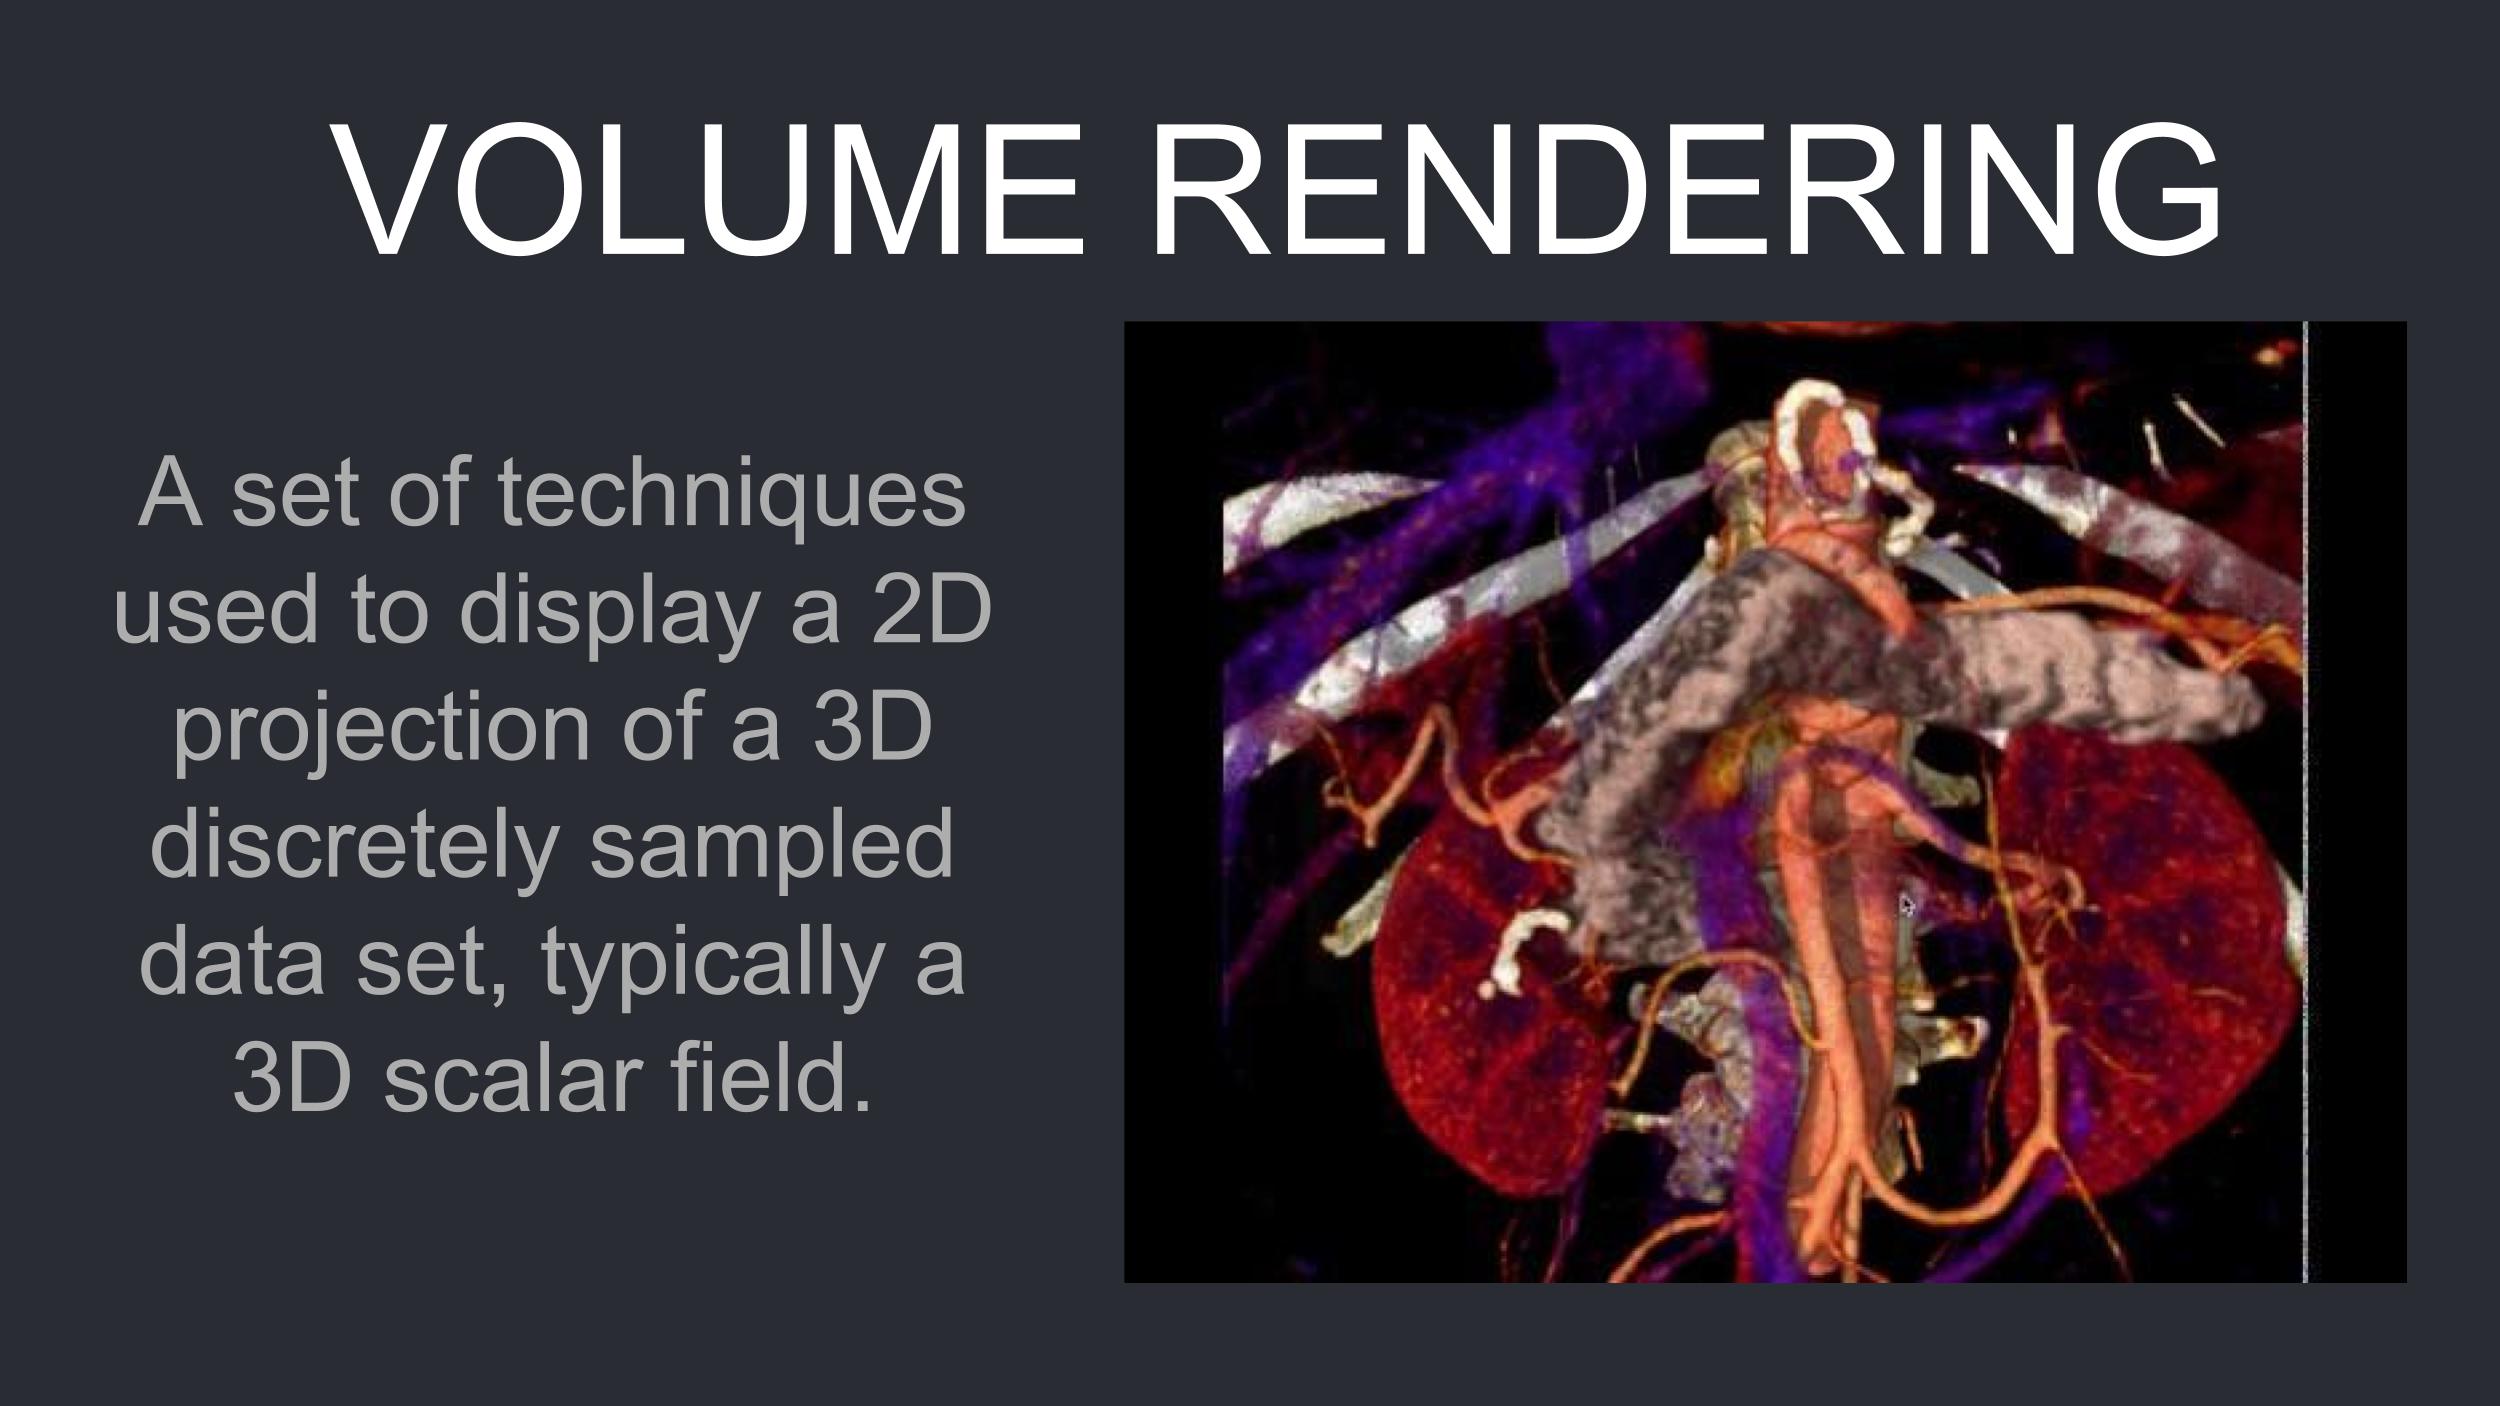 VOLUME RENDERING
A set of techniques
used to display a 2D
projection of a 3D
discretely sampled
data set, typically a
3D scalar field.